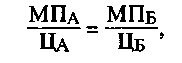 МПА / ЦА = МПБ / ЦБ,